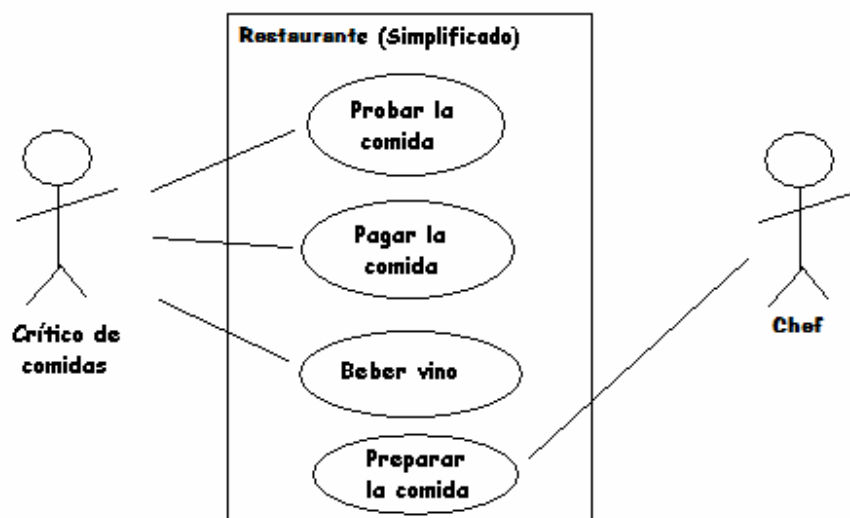 Restaurante (Simplificado)
Probar la
comida
Pagar la
comida
Crítico de
comidas
Chef
Beber vino
Preparar
la comida